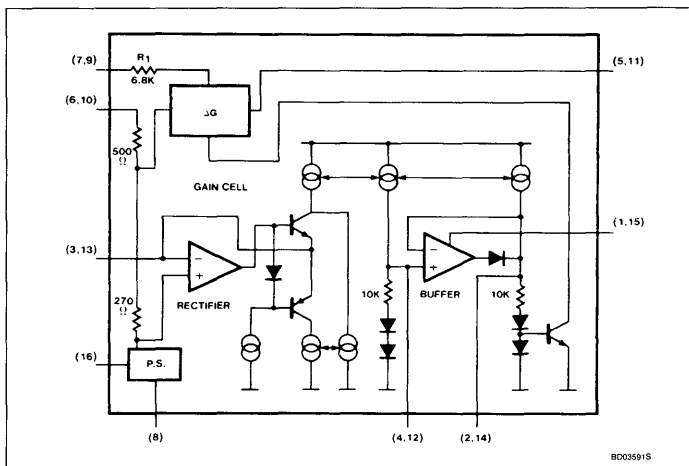 (7,9)
R1
6.8K
(5,11)
(6,10)
ΔG
500
Ω
GAIN CELL
(3,13)
(1,15)
−
+
RECTIFIER
−
+
BUFFER
10K
10K
270
Ω
(16)
P.S.
(8)
(4,12)
(2,14)
BD03591S